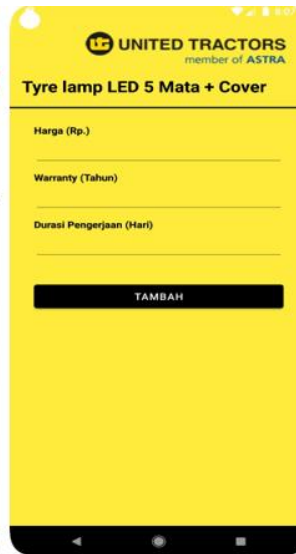 UNITED TRACTORS
member of ASTRA
Tyre lamp LED 5 Mata + Cover
Harga (Rp.)
Warranty (Tahun)
Durasi Pengerjaan (Hari)
TAMBAH